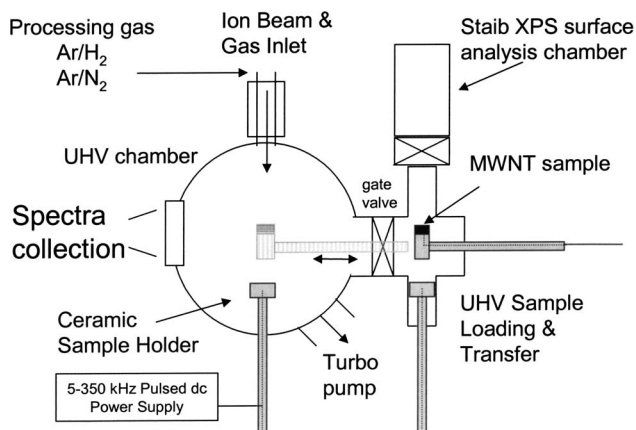 Processing gas
Ar/H2
Ar/N2
Ion Beam &
Gas Inlet
Staib XPS surface
analysis chamber
UHV chamber
gate
valve
MWNT sample
Spectra
collection
Ceramic
Sample Holder
Turbo
pump
UHV Sample
Loading &
Transfer
5-350 kHz Pulsed dc
Power Supply